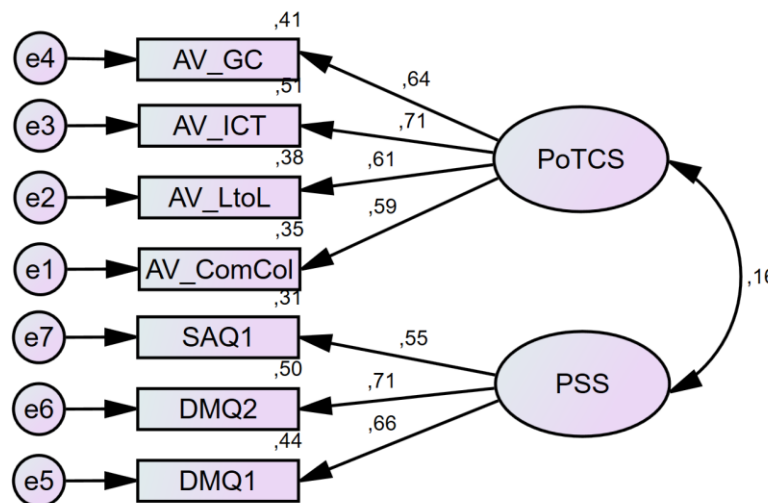 ,41
e4 AV_GC ,64
,51
e3 AV_ICT ,71 PoTCS
,38
e2 AV_LtoL ,61
,35
e1 AV_ComCol ,59
,31
,16
e7 SAQ1 ,55
,50
e6 DMQ2 ,71 PSS
,44
e5 DMQ1 ,66